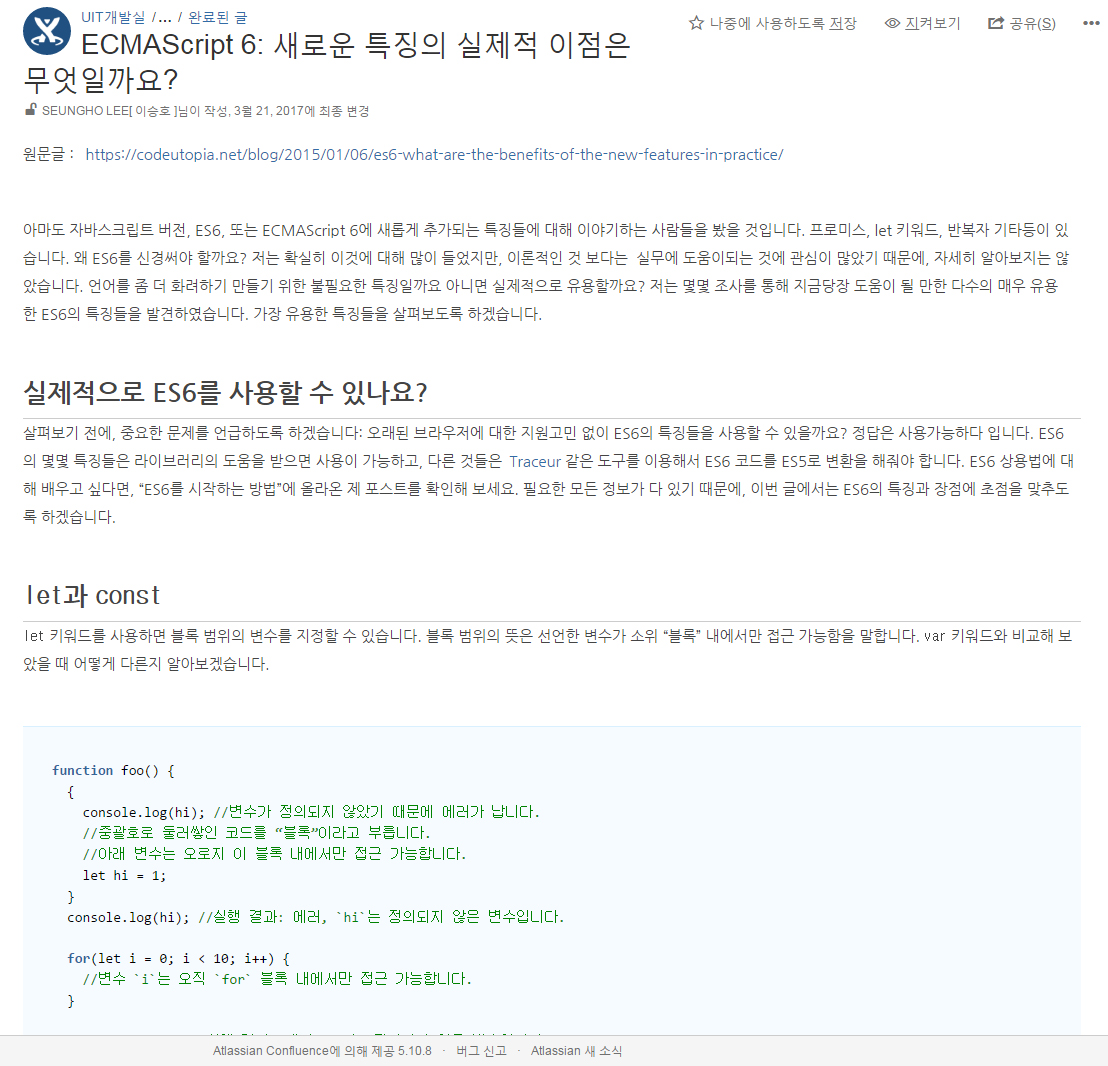 UIT개발실 /... / 완료된 글
☆ 나중에 사용하도록 저장 지켜보기 공유(S) •••
ECMAScript 6: 새로운 특징의 실제적 이점은
무엇일까요?
SEUNGHO LEE[ 이승호 ]님이 작성, 3월 21, 2017에 최종 변경
원문글 : https://codeutopia.net/blog/2015/01/06/es6-what-are-the-benefits-of-the-new-features-in-practice/
아마도 자바스크립트 버전, ES6, 또는 ECMAScript 6에 새롭게 추가되는 특징들에 대해 이야기하는 사람들을 봤을 것입니다. 프로미스, let 키워드, 반복자 기타등이 있
습니다. 왜 ES6를 신경써야 할까요? 저는 확실히 이것에 대해 많이 들었지만, 이론적인 것 보다는 실무에 도움이되는 것에 관심이 많았기 때문에, 자세히 알아보지는 않
았습니다. 언어를 좀 더 화려하기 만들기 위한 불필요한 특징일까요 아니면 실제적으로 유용할까요? 저는 몇몇 조사를 통해 지금당장 도움이 될 만한 다수의 매우 유용
한 ES6의 특징들을 발견하였습니다. 가장 유용한 특징들을 살펴보도록 하겠습니다.
실제적으로 ES6를 사용할 수 있나요?
살펴보기 전에, 중요한 문제를 언급하도록 하겠습니다: 오래된 브라우저에 대한 지원고민 없이 ES6의 특징들을 사용할 수 있을까요? 정답은 사용가능하다 입니다. ES6
의 몇몇 특징들은 라이브러리의 도움을 받으면 사용이 가능하고, 다른 것들은 Traceur 같은 도구를 이용해서 ES6 코드를 ES5로 변환을 해줘야 합니다. ES6 상용법에 대
해 배우고 싶다면, “ES6를 시작하는 방법”에 올라온 제 포스트를 확인해 보세요. 필요한 모든 정보가 다 있기 때문에, 이번 글에서는 ES6의 특징과 장점에 초점을 맞추도
록 하겠습니다.
let과 const
let 키워드를 사용하면 블록 범위의 변수를 지정할 수 있습니다. 블록 범위의 뜻은 선언한 변수가 소위 “블록” 내에서만 접근 가능함을 말합니다. var 키워드와 비교해 보
았을 때 어떻게 다른지 알아보겠습니다.
function foo() {
{
console.log(hi); //변수가 정의되지 않았기 때문에 에러가 납니다.
//중괄호로 둘러쌓인 코드를 “블록”이라고 부릅니다.
//아래 변수는 오로지 이 블록 내에서만 접근 가능합니다.
let hi = 1;
}
console.log(hi); //실행 결과: 에러, `hi`는 정의되지 않은 변수입니다.
for(let i = 0; i < 10; i++) {
//변수 `i`는 오직 `for` 블록 내에서만 접근 가능합니다.
}
Atlassian Confluence에 의해 제공 5.10.8 · 버그 신고 · Atlassian 새 소식